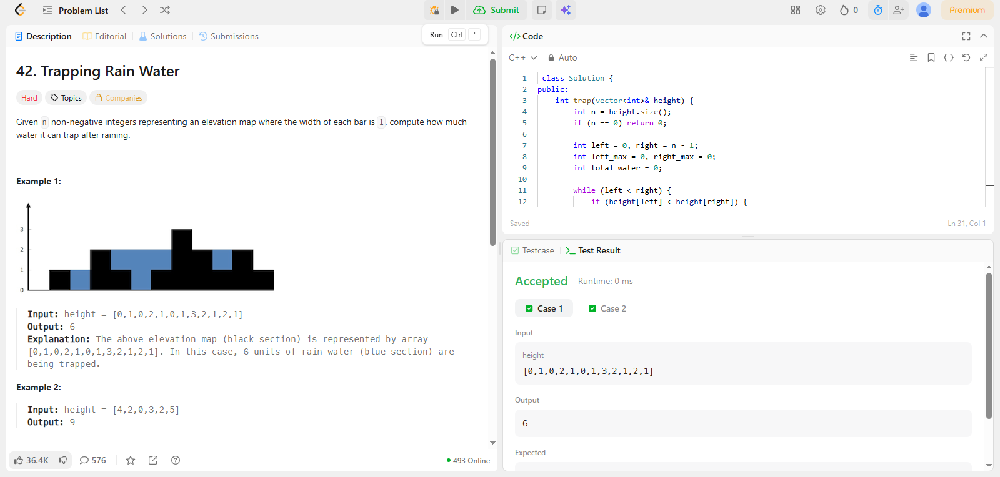 Problem List
Submit
0
Premium
Description
Editorial
Solutions
Submissions
Run Ctrl '
42. Trapping Rain Water
Hard
Topics
Companies
Given n non-negative integers representing an elevation map where the width of each bar is 1, compute how much
water it can trap after raining.
Example 1:
3
2
1
0
Input: height = [0,1,0,2,1,0,1,3,2,1,2,1]
Output: 6
Explanation: The above elevation map (black section) is represented by array
[0,1,0,2,1,0,1,3,2,1,2,1]. In this case, 6 units of rain water (blue section) are
being trapped.
Example 2:
Input: height = [4,2,0,3,2,5]
Output: 9
36.4K
576
493 Online
</> Code
C++
Auto
1 class Solution {
2 public:
3 int trap(vector<int>& height) {
4 int n = height.size();
5 if (n == 0) return 0;
6
7 int left = 0, right = n - 1;
8 int left_max = 0, right_max = 0;
9 int total_water = 0;
10
11 while (left < right) {
12 if (height[left] < height[right]) {
Saved
Ln 31, Col 1
Testcase
>_ Test Result
Accepted
Runtime: 0 ms
Case 1
Case 2
Input
height =
[0,1,0,2,1,0,1,3,2,1,2,1]
Output
6
Expected